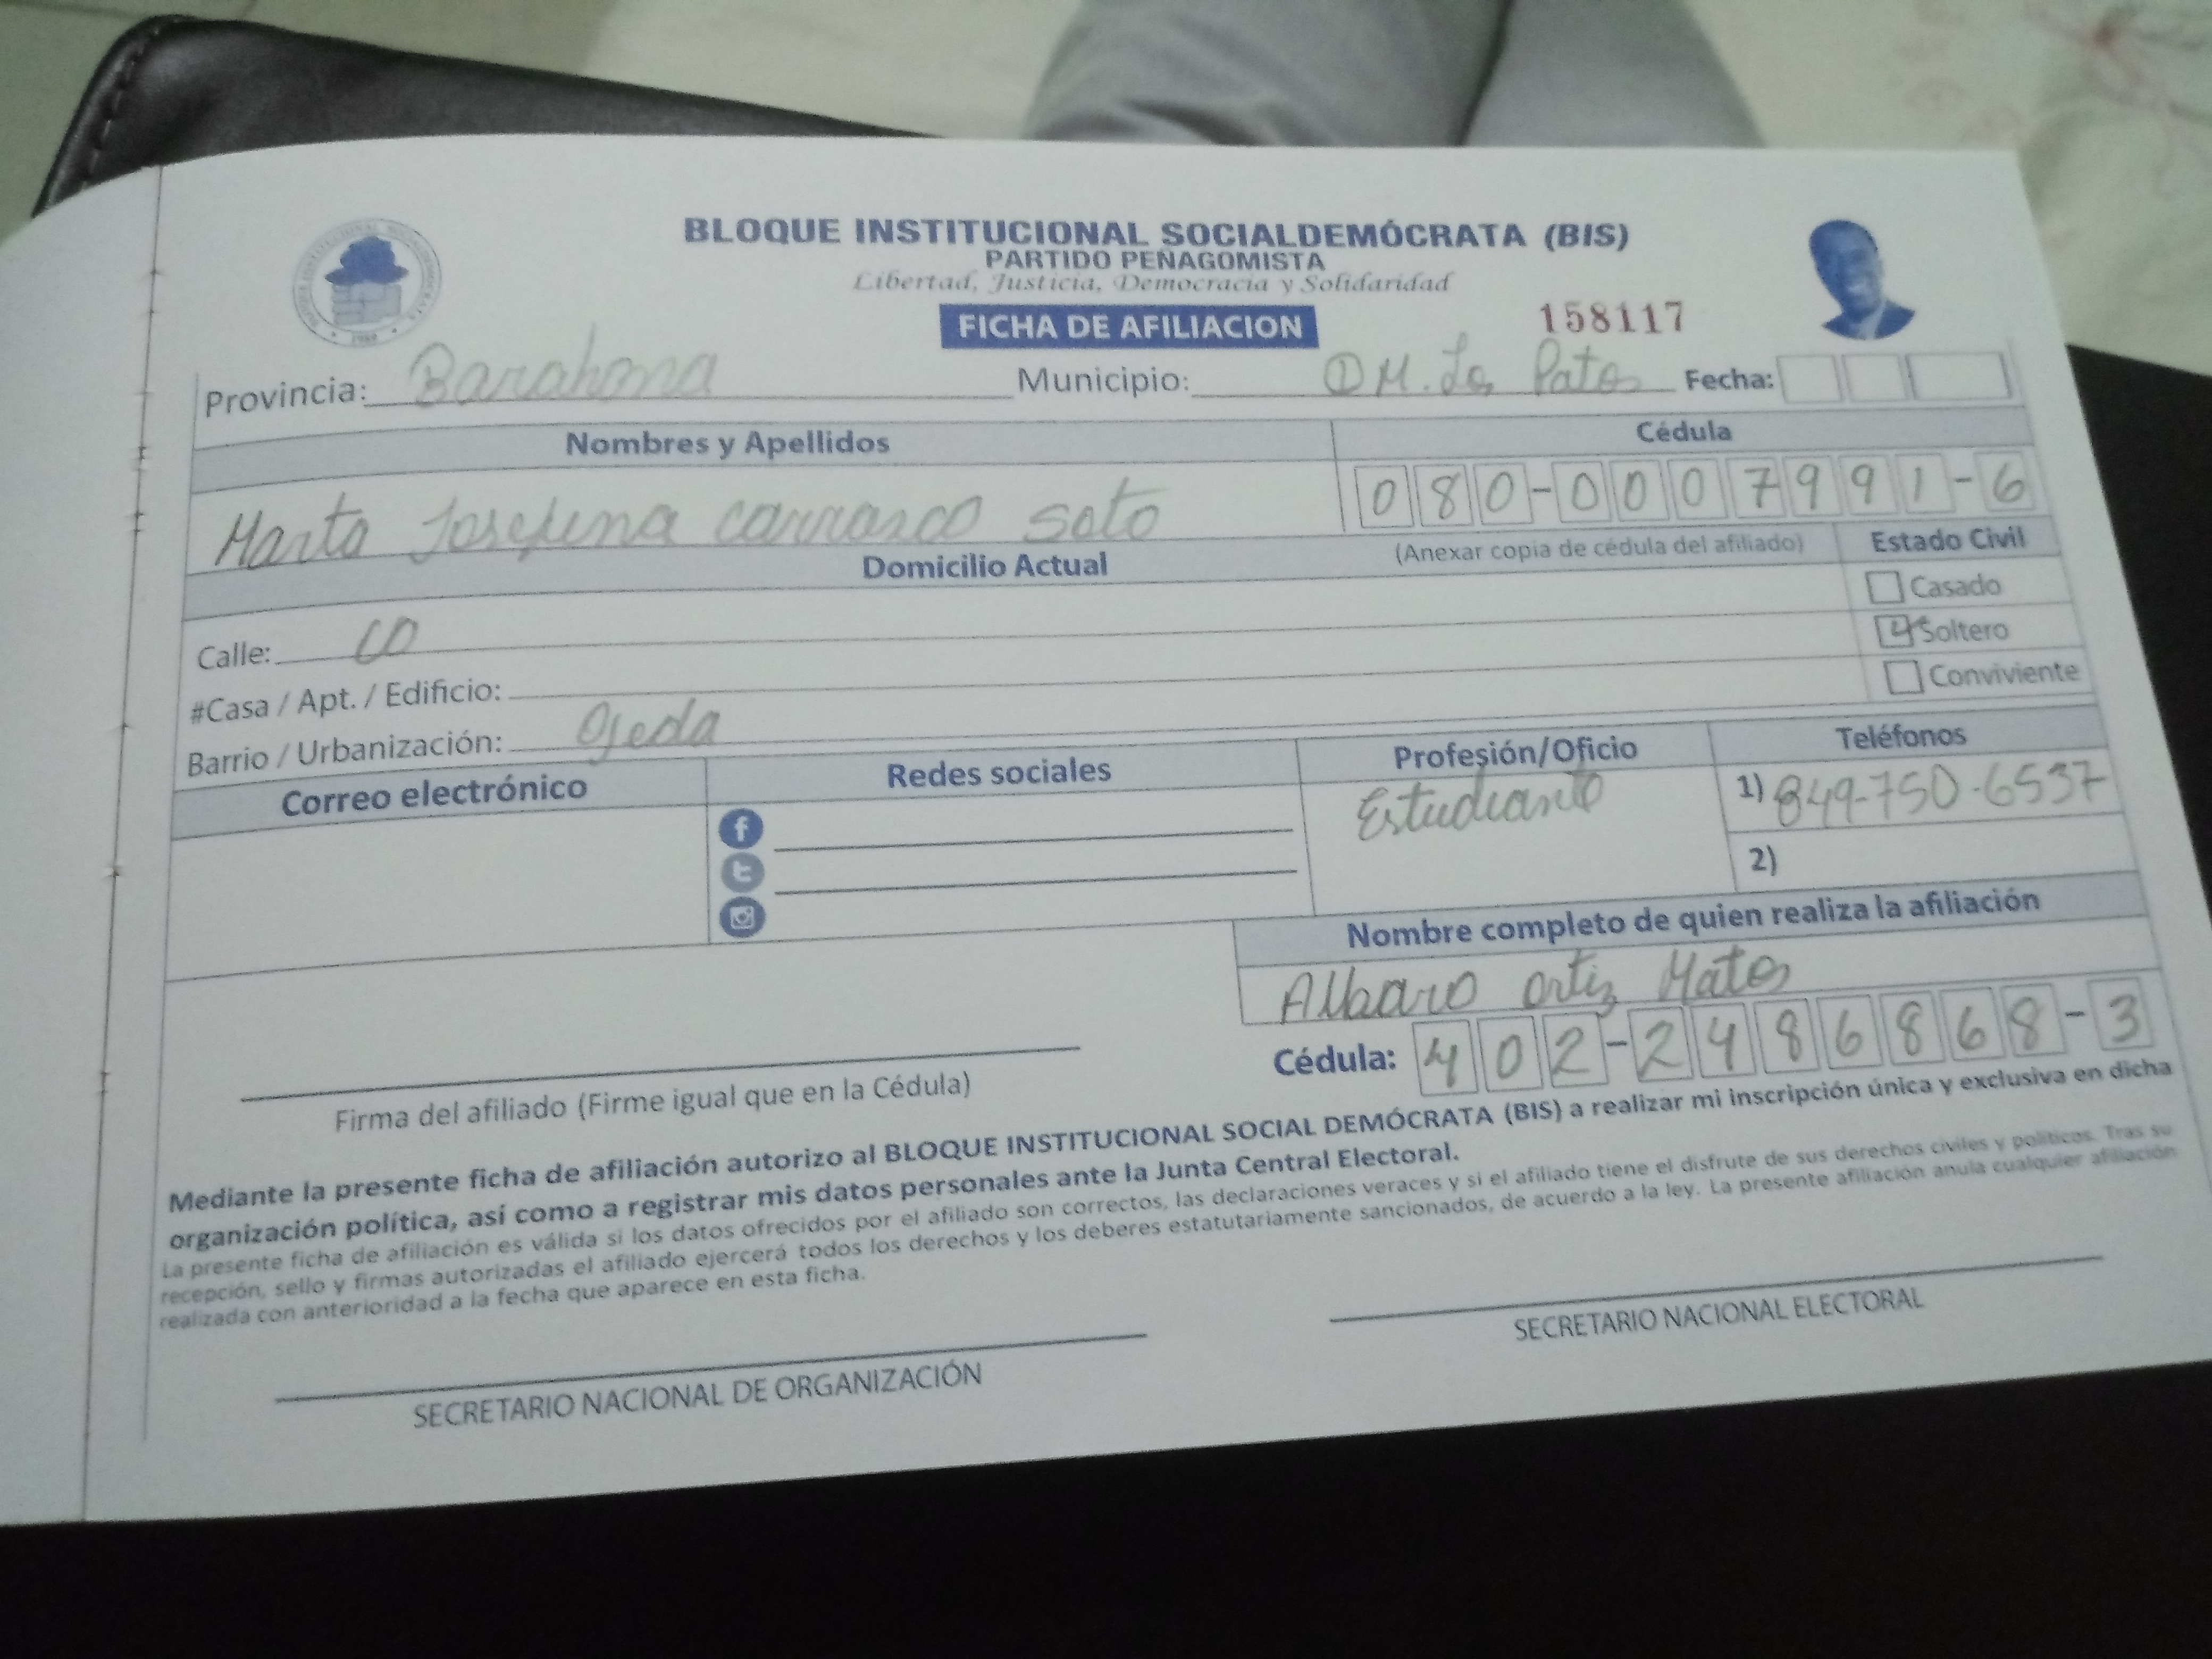 BLOQUE INSTITUCIONAL SOCIALDEMÓCRATA (BIS)
PARTIDO PEÑAGOMISTA
Libertad, Justicia, Democracia y Solidaridad
FICHA DE AFILIACION 158117
Provincia: Barahona Municipio: DM. Los Patos Fecha:
Nombres y Apellidos Cédula
Marta Josefina carrasco soto 080-0007991-6
Domicilio Actual (Anexar copia de cédula del afiliado) Estado Civil
Casado
Calle: Soltero
#Casa / Apt. / Edificio: Conviviente
Barrio / Urbanización: Ojeda
Correo electrónico Redes sociales Profesión/Oficio Teléfonos
Estudiante 1) 849-750-6537
2)
Nombre completo de quien realiza la afiliación
Albaro ortiz Matos
Cédula: 402-2486868-3
Firma del afiliado (Firme igual que en la Cédula)
Mediante la presente ficha de afiliación autorizo al BLOQUE INSTITUCIONAL SOCIAL DEMÓCRATA (BIS) a realizar mi inscripción única y exclusiva en dicha
organización política, así como a registrar mis datos personales ante la Junta Central Electoral.
La presente ficha de afiliación es válida si los datos ofrecidos por el afiliado son correctos, las declaraciones veraces y si el afiliado tiene el disfrute de sus derechos civiles y políticos. Tras su
recepción, sello y firmas autorizadas el afiliado ejercerá todos los derechos y los deberes estatutariamente sancionados, de acuerdo a la ley. La presente afiliación anula cualquier afiliación
realizada con anterioridad a la fecha que aparece en esta ficha.
SECRETARIO NACIONAL DE ORGANIZACIÓN SECRETARIO NACIONAL ELECTORAL